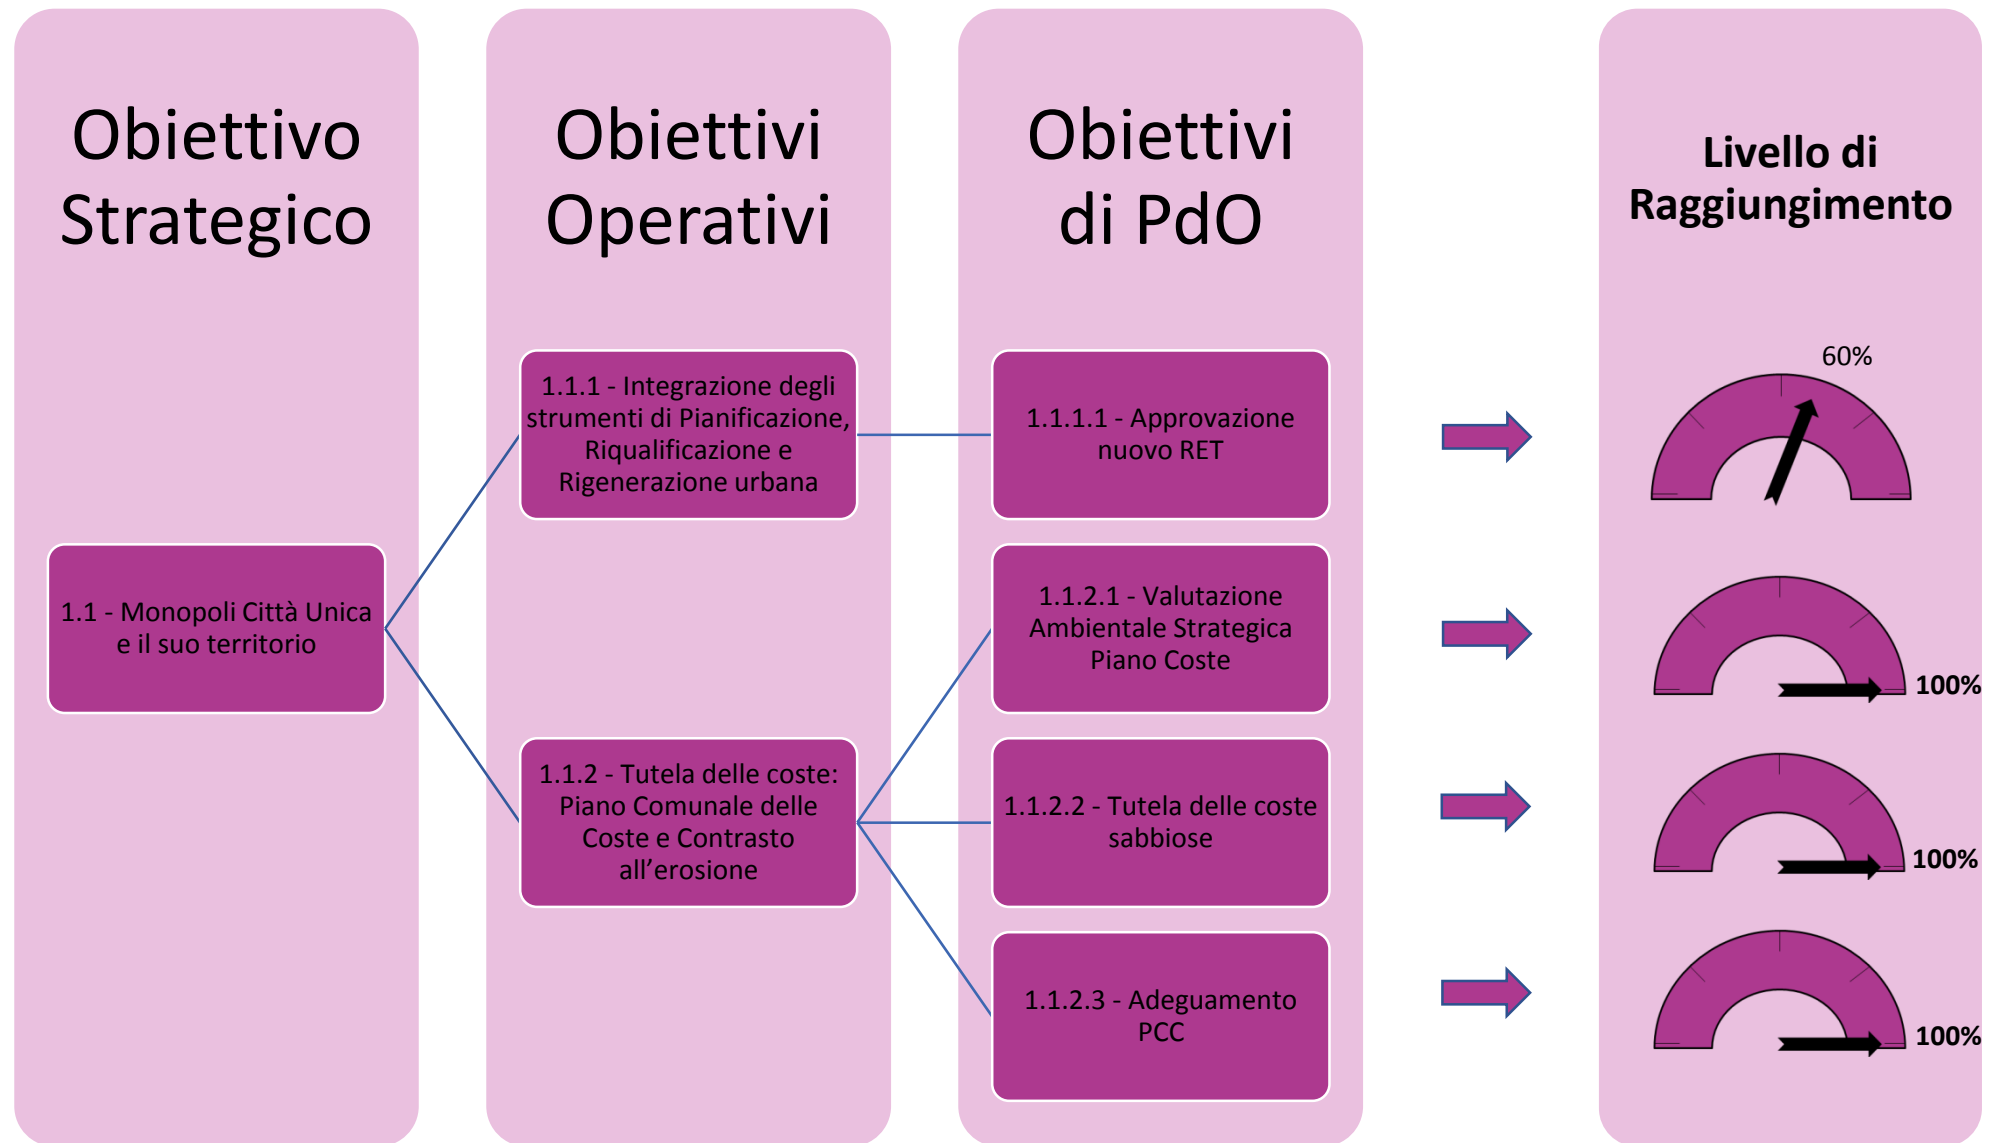 Obiettivo
Strategico
Obiettivi
Operativi
Obiettivi
di PdO
Livello di
Raggiungimento
1.1 - Monopoli Città Unica
e il suo territorio
1.1.1 - Integrazione degli
strumenti di Pianificazione,
Riqualificazione e
Rigenerazione urbana
1.1.1.1 - Approvazione
nuovo RET
60%
1.1.2 - Tutela delle coste:
Piano Comunale delle
Coste e Contrasto
all’erosione
1.1.2.1 - Valutazione
Ambientale Strategica
Piano Coste
100%
1.1.2.2 - Tutela delle coste
sabbiose
100%
1.1.2.3 - Adeguamento
PCC
100%